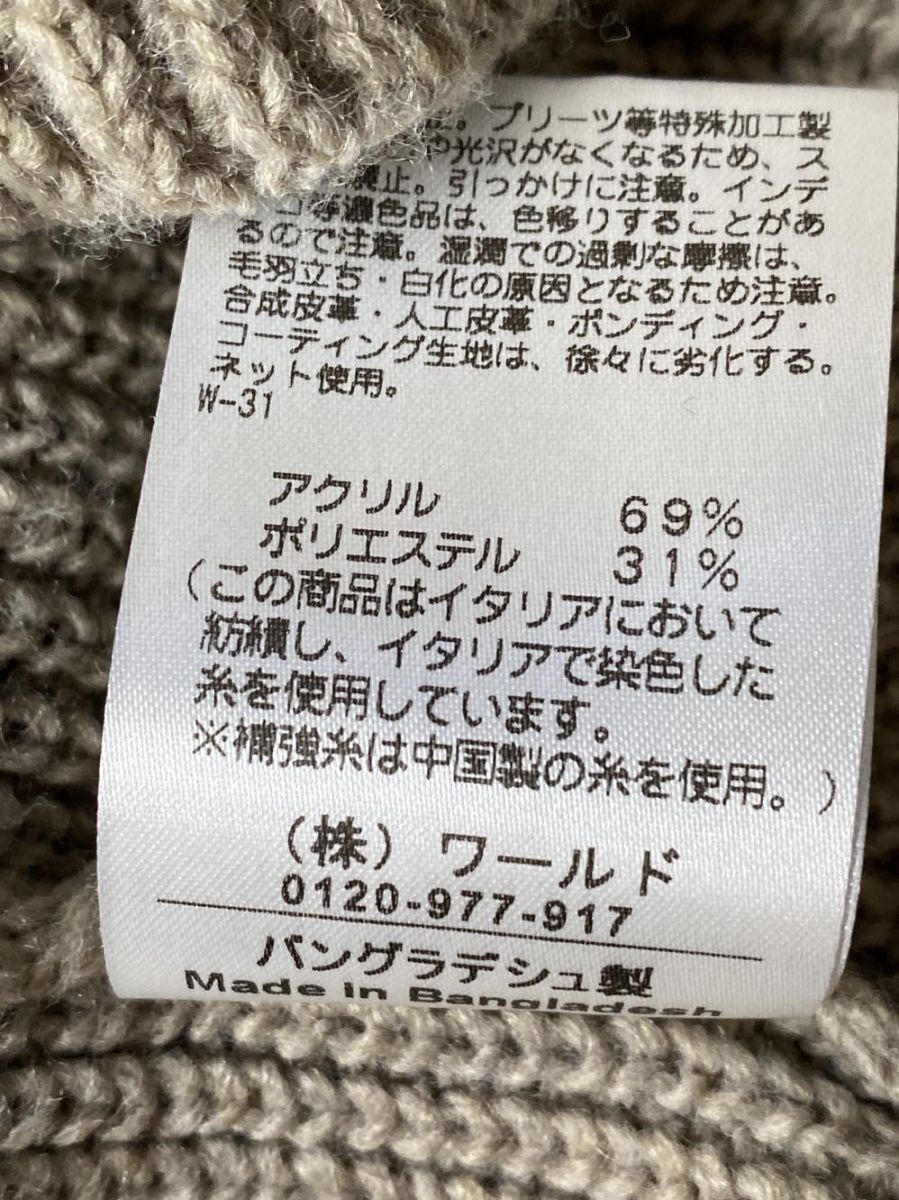 。プリーツ等特殊加工製
光沢がなくなるため、ス
止。引っかけに注意。インデ
ゴ等濃色品は、色移りすることがあ
るので注意。湿潤での過剰な摩擦は、
毛羽立ち・白化の原因となるため注意。
合成皮革・人工皮革・ボンディング・
コーティング生地は、徐々に劣化する。
ネット使用。
W-31
アクリル 69%
ポリエステル 31%
(この商品はイタリアにおいて
紡績し、イタリアで染色した
糸を使用しています。
※補強糸は中国製の糸を使用。)
(株) ワールド
0120-977-917
バングラデシュ製
Made in Bangladesh